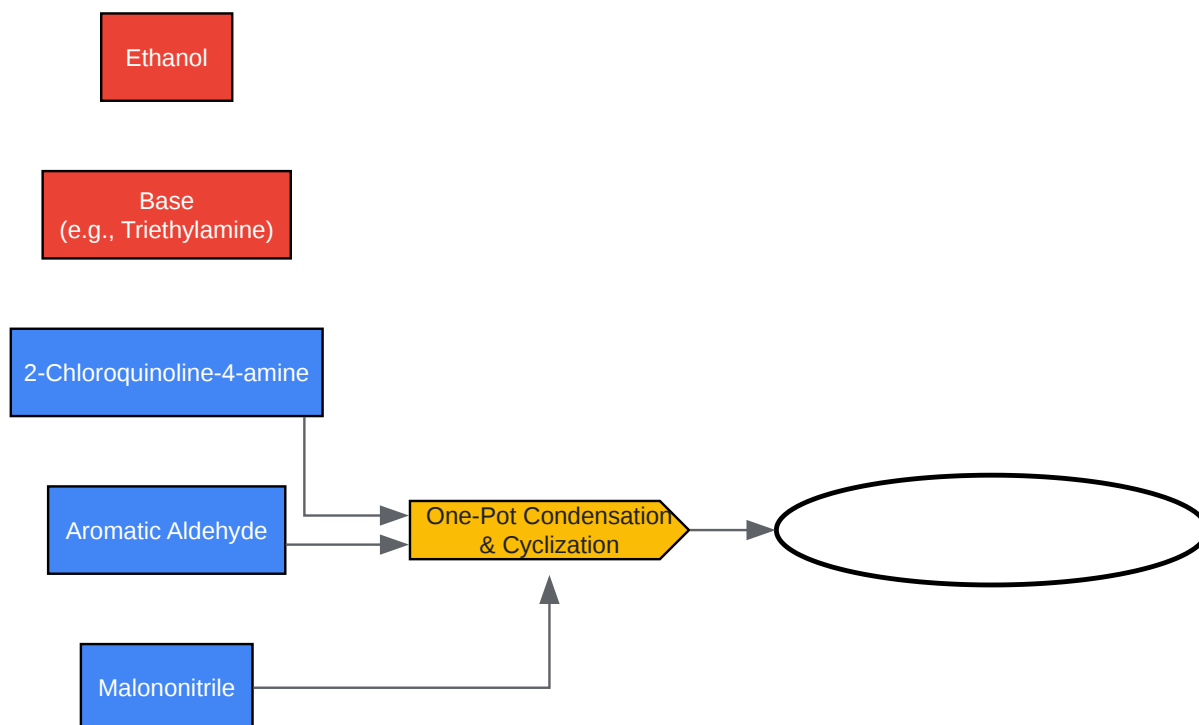 Ethanol
Base
(e.g., Triethylamine)
2-Chloroquinoline-4-amine
Aromatic Aldehyde
One-Pot Condensation
& Cyclization
Malononitrile